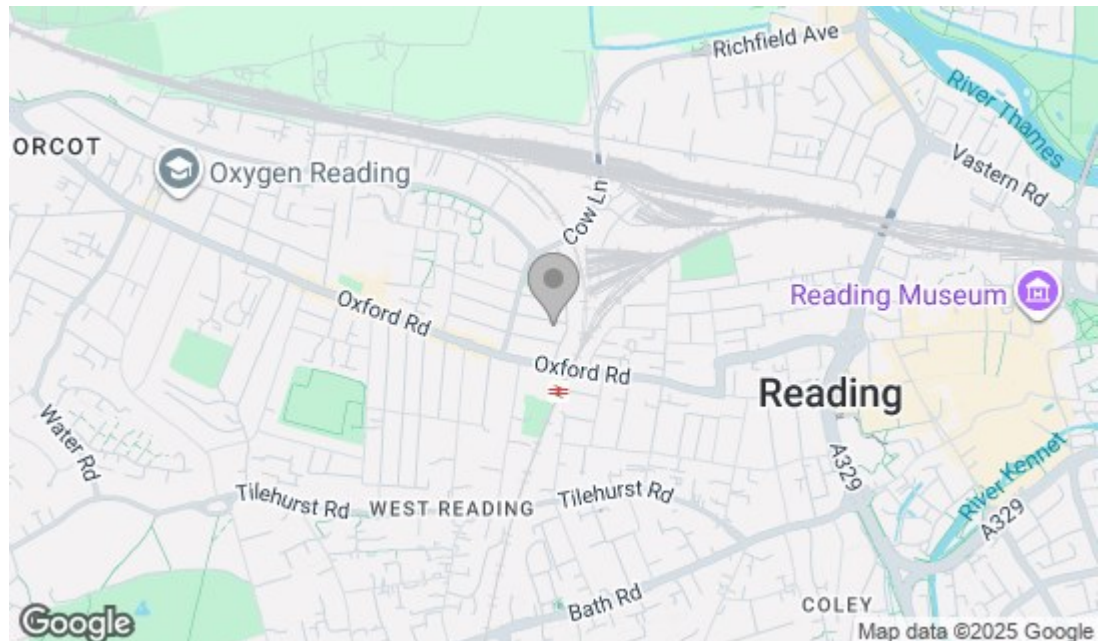 Richfield Ave
River Thames
ORCOT
Oxygen Reading
Vastern Rd
Cow Ln
Reading Museum
Oxford Rd
Oxford Rd
Reading
Water Rd
A329
River Kennet
Tilehurst Rd
WEST READING
Tilehurst Rd
A329
Bath Rd
COLEY
Google
Map data ©2025 Google